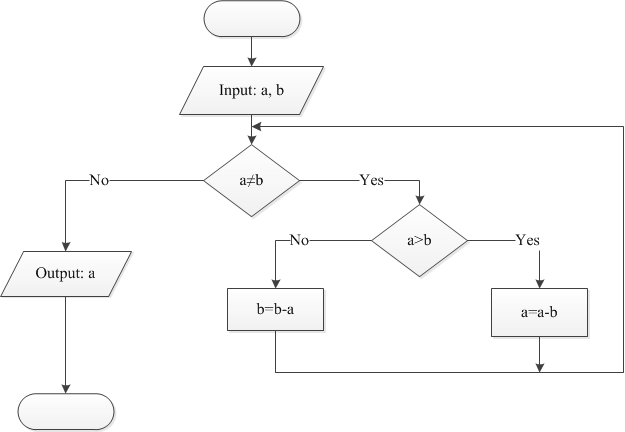 Input: a, b
a≠b
No
Yes
a>b
No
Yes
Output: a
b=b-a
a=a-b